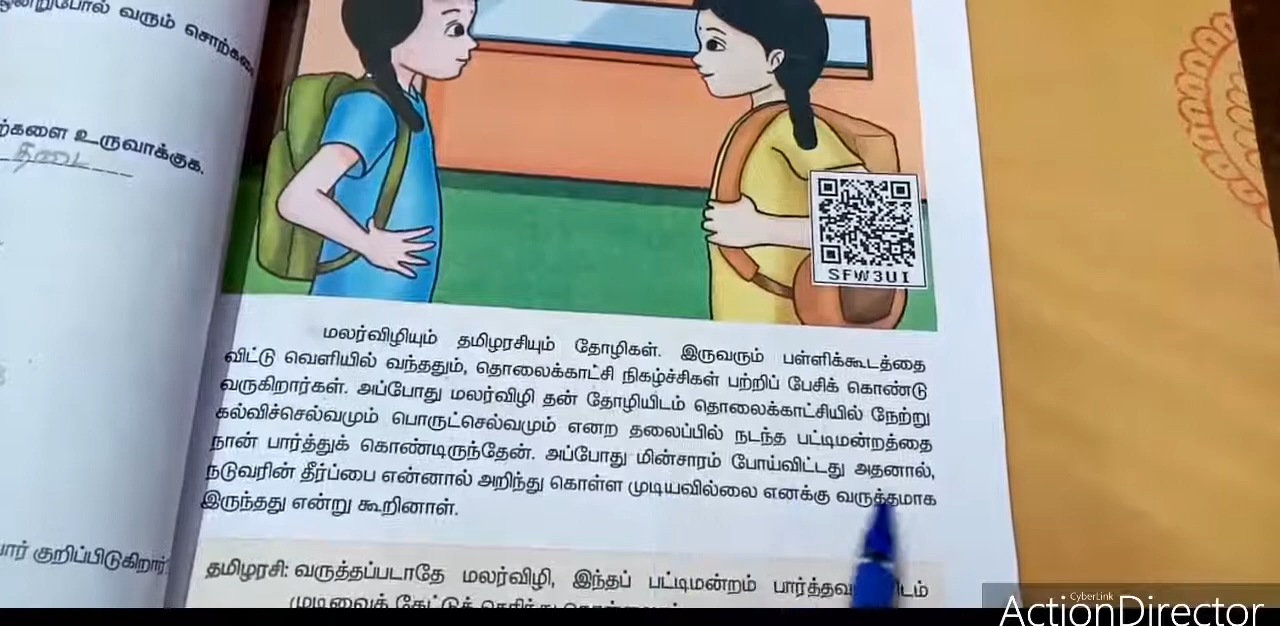 வரும் சொற்களை
உருவாக்குக.
SFW3UI
மலர்விழியும் தமிழரசியும் தோழிகள். இருவரும் பள்ளிக்கூடத்தை
விட்டு வெளியில் வந்ததும், தொலைக்காட்சி நிகழ்ச்சிகள் பற்றிப் பேசிக் கொண்டு
வருகிறார்கள். அப்போது மலர்விழி தன் தோழியிடம் தொலைக்காட்சியில் நேற்று
கல்விச்செல்வமும் பொருட்செல்வமும் எனற தலைப்பில் நடந்த பட்டிமன்றத்தை
நான் பார்த்துக் கொண்டிருந்தேன். அப்போது மின்சாரம் போய்விட்டது அதனால்,
நடுவரின் தீர்ப்பை என்னால் அறிந்து கொள்ள முடியவில்லை எனக்கு வருத்தமாக
இருந்தது என்று கூறினாள்.
குறிப்பிடுகிறார்
தமிழரசி: வருத்தப்படாதே மலர்விழி, இந்தப் பட்டிமன்றம்
CyberLink
ActionDirector